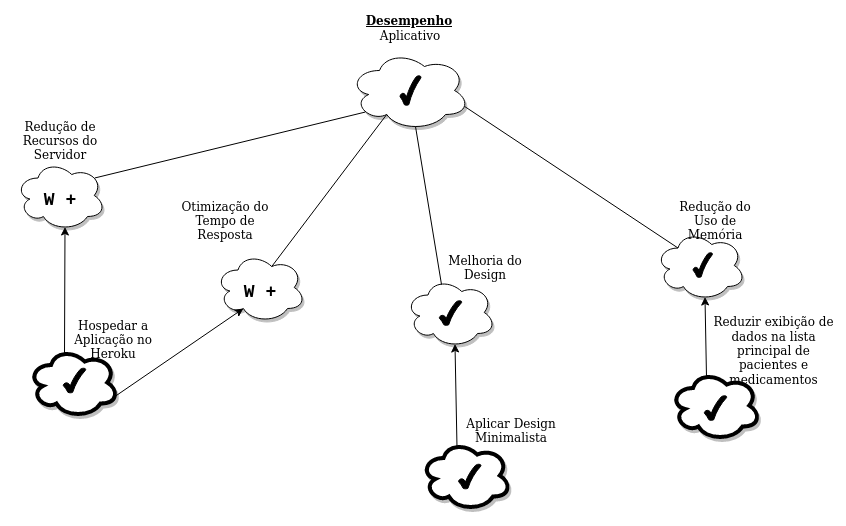 Desempenho
Aplicativo
Redução de
Recursos do
Servidor
W +
Otimização do
Tempo de
Resposta
W +
Melhoria do
Design
Redução do
Uso de
Memória
Hospedar a
Aplicação no
Heroku
Aplicar Design
Minimalista
Reduzir exibição de
dados na lista
principal de
pacientes e
medicamentos